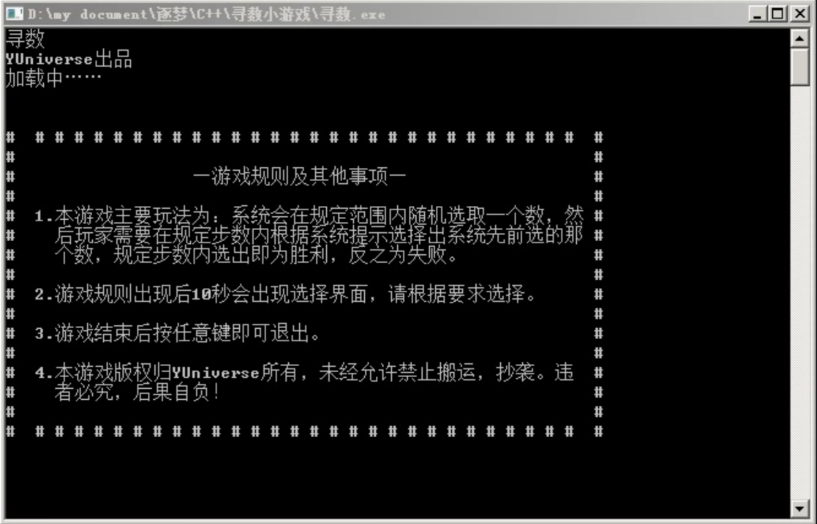 D:\my document\逐梦\C++\寻数小游戏\寻数.exe
寻数
YUniverse出品
加载中……
# # # # # # # # # # # # # # # # # # # # # # # # # # # # # #
#
#
# —游戏规则及其他事项— #
#
#
# 1.本游戏主要玩法为：系统会在规定范围内随机选取一个数，然 #
# 后玩家需要在规定步数内根据系统提示选择出系统先前选的那 #
# 个数，规定步数内选出即为胜利，反之为失败。 #
#
#
# 2.游戏规则出现后10秒会出现选择界面，请根据要求选择。 #
#
#
# 3.游戏结束后按任意键即可退出。 #
#
#
# 4.本游戏版权归YUniverse所有，未经允许禁止搬运，抄袭。违 #
# 者必究，后果自负！ #
#
#
# # # # # # # # # # # # # # # # # # # # # # # # # # # # # #